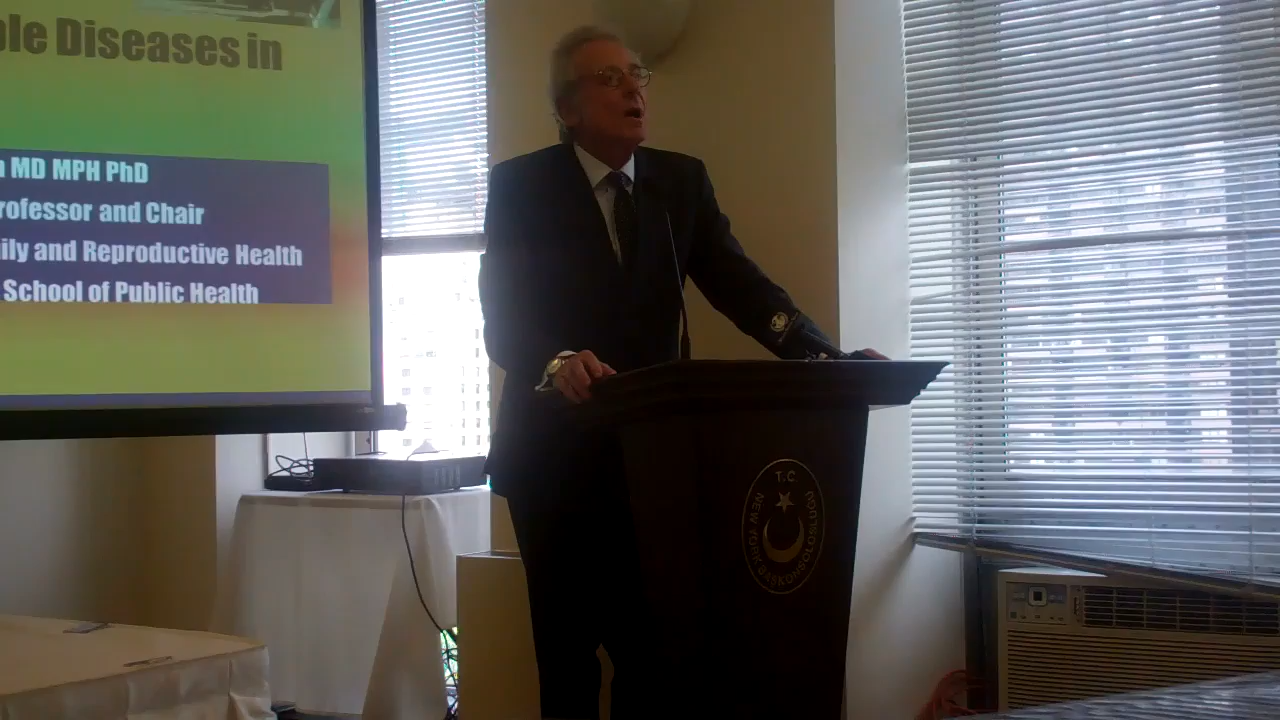 Diseases in
MD MPH PhD
rofessor and Chair
ily and Reproductive Health
School of Public Health
T.C.
NEW YORK BAŞKONSOLOSLUĞU